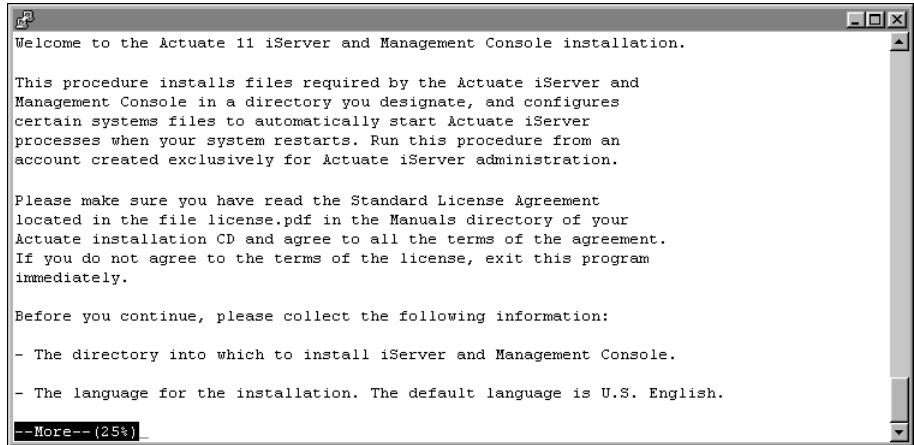 Welcome to the Actuate 11 iServer and Management Console installation.
This procedure installs files required by the Actuate iServer and
Management Console in a directory you designate, and configures
certain systems files to automatically start Actuate iServer
processes when your system restarts. Run this procedure from an
account created exclusively for Actuate iServer administration.
Please make sure you have read the Standard License Agreement
located in the file license.pdf in the Manuals directory of your
Actuate installation CD and agree to all the terms of the agreement.
If you do not agree to the terms of the license, exit this program
immediately.
Before you continue, please collect the following information:
- The directory into which to install iServer and Management Console.
- The language for the installation. The default language is U.S. English.
--More--(25%)_